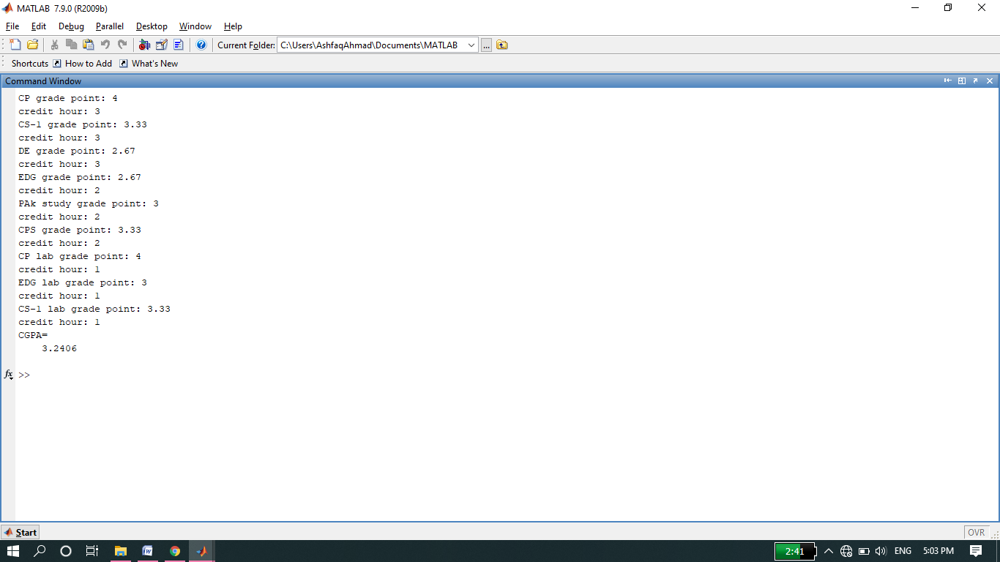 MATLAB 7.9.0 (R2009b)
File Edit Debug Parallel Desktop Window Help
Current Folder: C:\Users\AshfaqAhmad\Documents\MATLAB ...
Shortcuts How to Add What's New
Command Window
CP grade point: 4
credit hour: 3
CS-1 grade point: 3.33
credit hour: 3
DE grade point: 2.67
credit hour: 3
EDG grade point: 2.67
credit hour: 2
PAk study grade point: 3
credit hour: 2
CPS grade point: 3.33
credit hour: 2
CP lab grade point: 4
credit hour: 1
EDG lab grade point: 3
credit hour: 1
CS-1 lab grade point: 3.33
credit hour: 1
CGPA=
3.2406
fx >>
Start OVR
2:41 ENG 5:03 PM